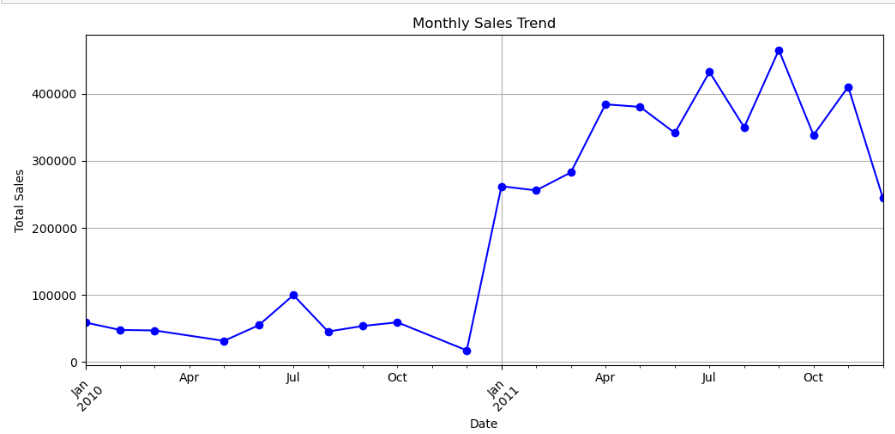 Monthly Sales Trend
400000
300000
200000
100000
0
Total Sales
Jan
2010
Apr
Jul
Oct
Jan
2011
Apr
Jul
Oct
Date